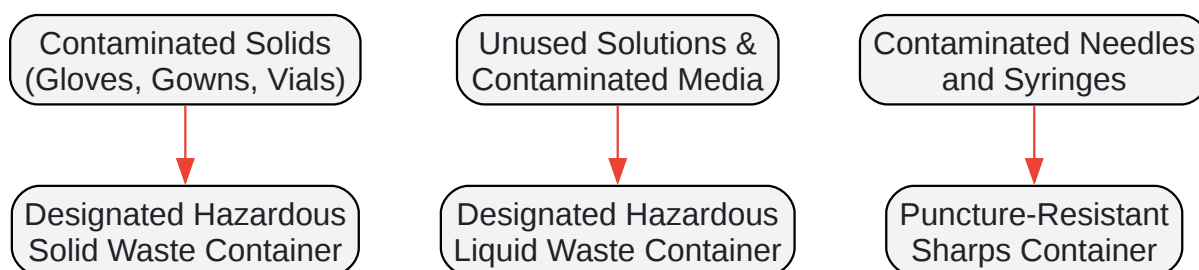 Contaminated Solids
(Gloves, Gowns, Vials)
Unused Solutions &
Contaminated Media
Contaminated Needles
and Syringes
Designated Hazardous
Solid Waste Container
Designated Hazardous
Liquid Waste Container
Puncture-Resistant
Sharps Container